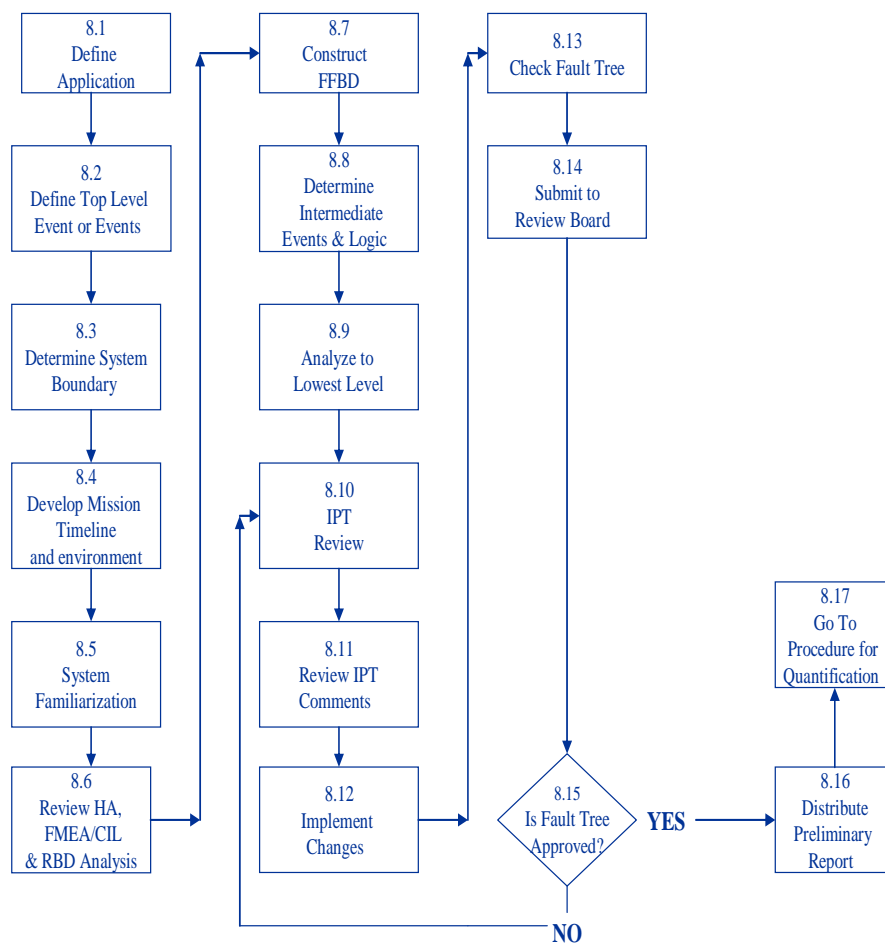 8.1
Define
Application
8.2
Define Top Level
Event or Events
8.3
Determine System
Boundary
8.4
Develop Mission
Timeline
and environment
8.5
System
Familiarization
8.6
Review HA,
FMEA/CIL
& RBD Analysis
8.7
Construct
FFBD
8.8
Determine
Intermediate
Events & Logic
8.9
Analyze to
Lowest Level
8.10
IPT
Review
8.11
Review IPT
Comments
8.12
Implement
Changes
8.13
Check Fault Tree
8.14
Submit to
Review Board
8.15
Is Fault Tree
Approved?
YES
NO
8.16
Distribute
Preliminary
Report
8.17
Go To
Procedure for
Quantification